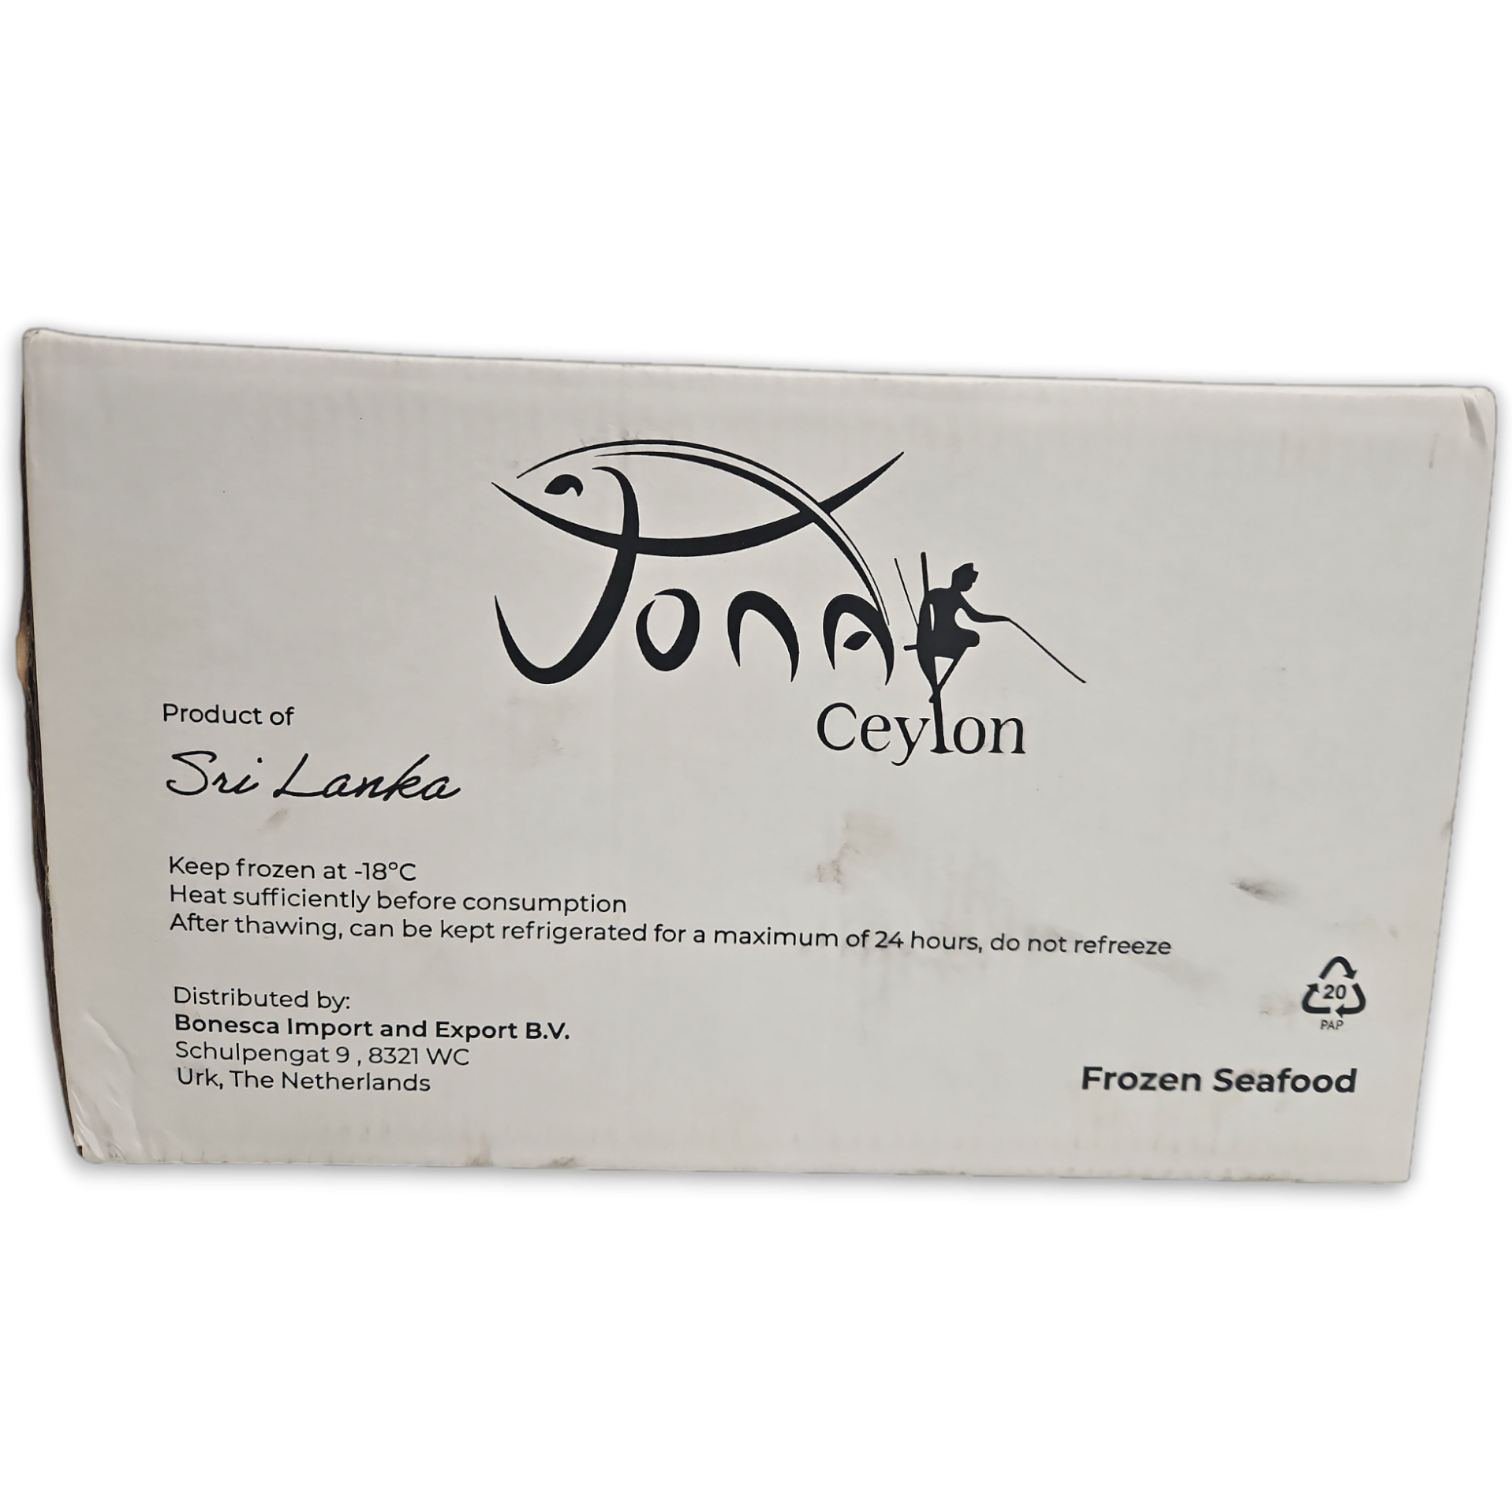 Jona
Ceylon
Product of
Sri Lanka
Keep frozen at -18°C
Heat sufficiently before consumption
After thawing, can be kept refrigerated for a maximum of 24 hours, do not refreeze
Distributed by:
Bonesca Import and Export B.V.
Schulpengat 9 , 8321 WC
Urk, The Netherlands
20
PAP
Frozen Seafood